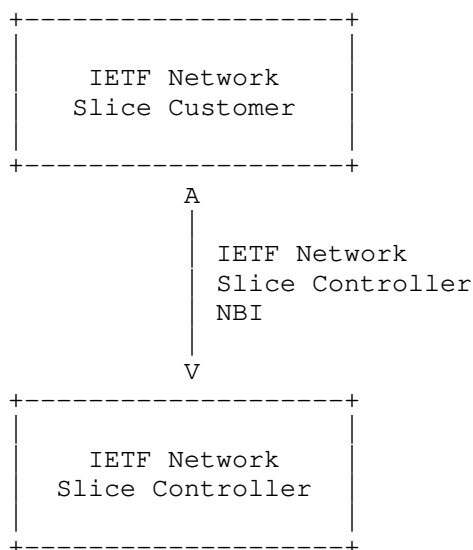 IETF Network
Slice Customer
A
IETF Network
Slice Controller
NBI
V
IETF Network
Slice Controller